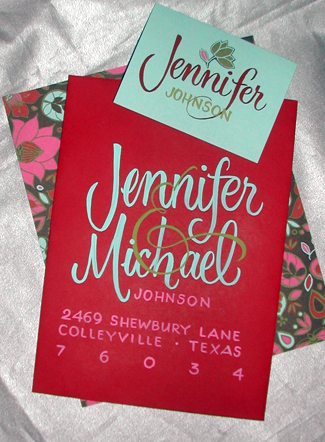 Jennifer
JOHNSON
Jennifer
&
Michael
JOHNSON
2469 SHEWBURY LANE
COLLEYVILLE · TEXAS
7 6 0 3 4